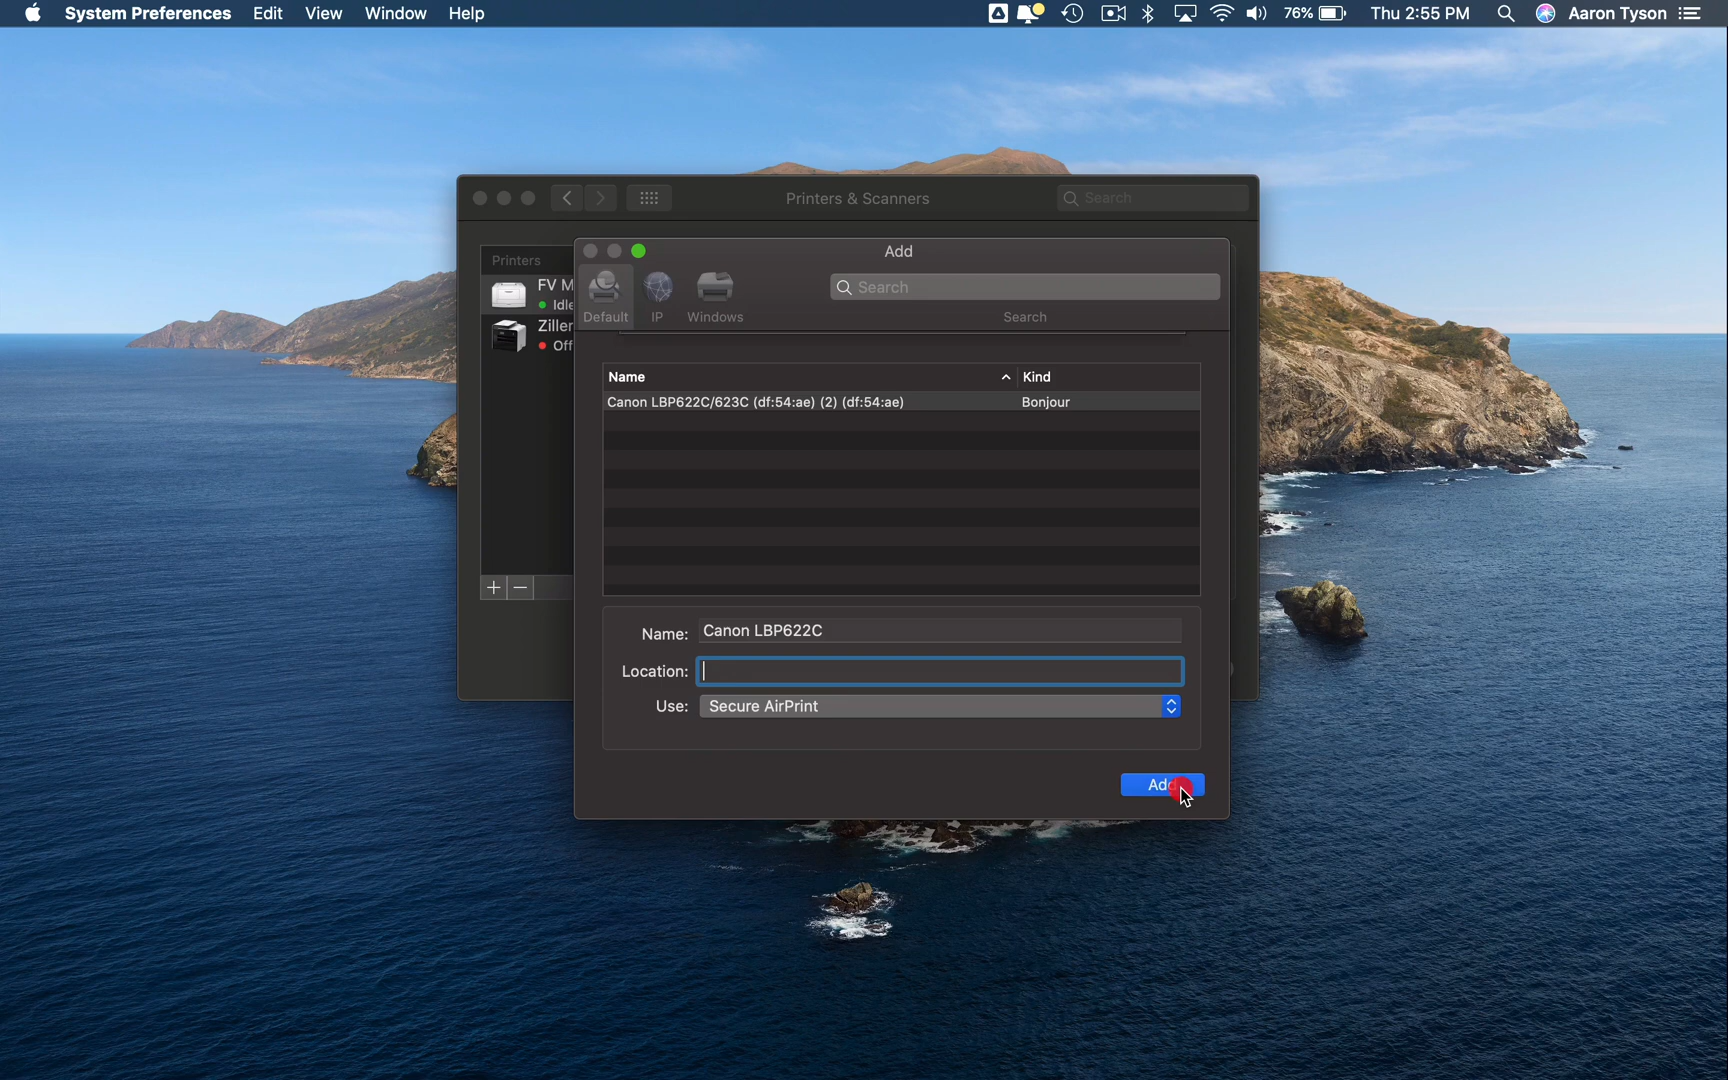 System Preferences Edit View Window Help 76% Thu 2:55 PM Aaron Tyson
Printers & Scanners Search
Printers
FV M
Idle
Ziller
Off
Add
Search
Default IP Windows Search
Name Kind
Canon LBP622C/623C (df:54:ae) (2) (df:54:ae) Bonjour
Name: Canon LBP622C
Location:
Use: Secure AirPrint
Add